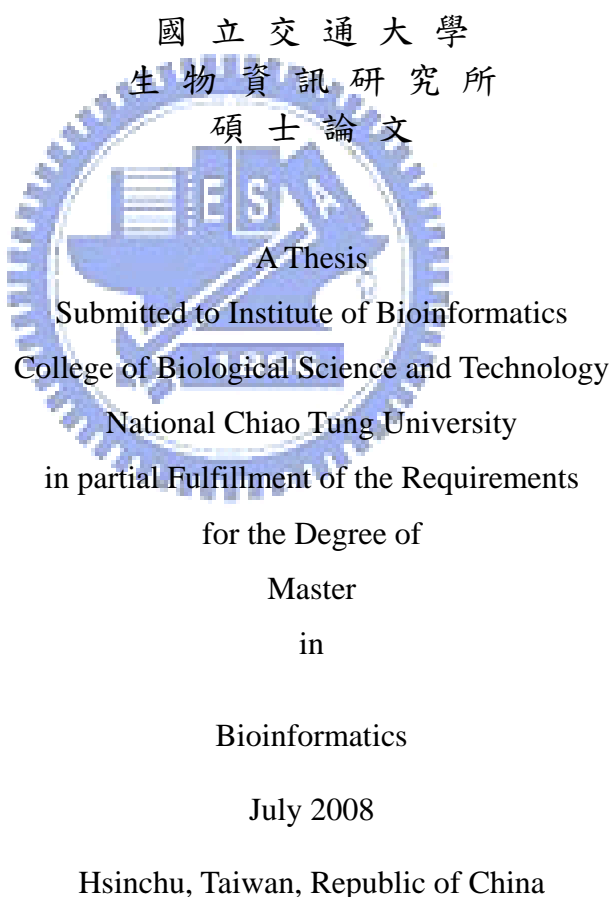 國 立 交 通 大 學
生 物 資 訊 研 究 所
碩 士 論 文
E S A
A Thesis
Submitted to Institute of Bioinformatics
College of Biological Science and Technology
National Chiao Tung University
in partial Fulfillment of the Requirements
for the Degree of
Master
in
Bioinformatics
July 2008
Hsinchu, Taiwan, Republic of China